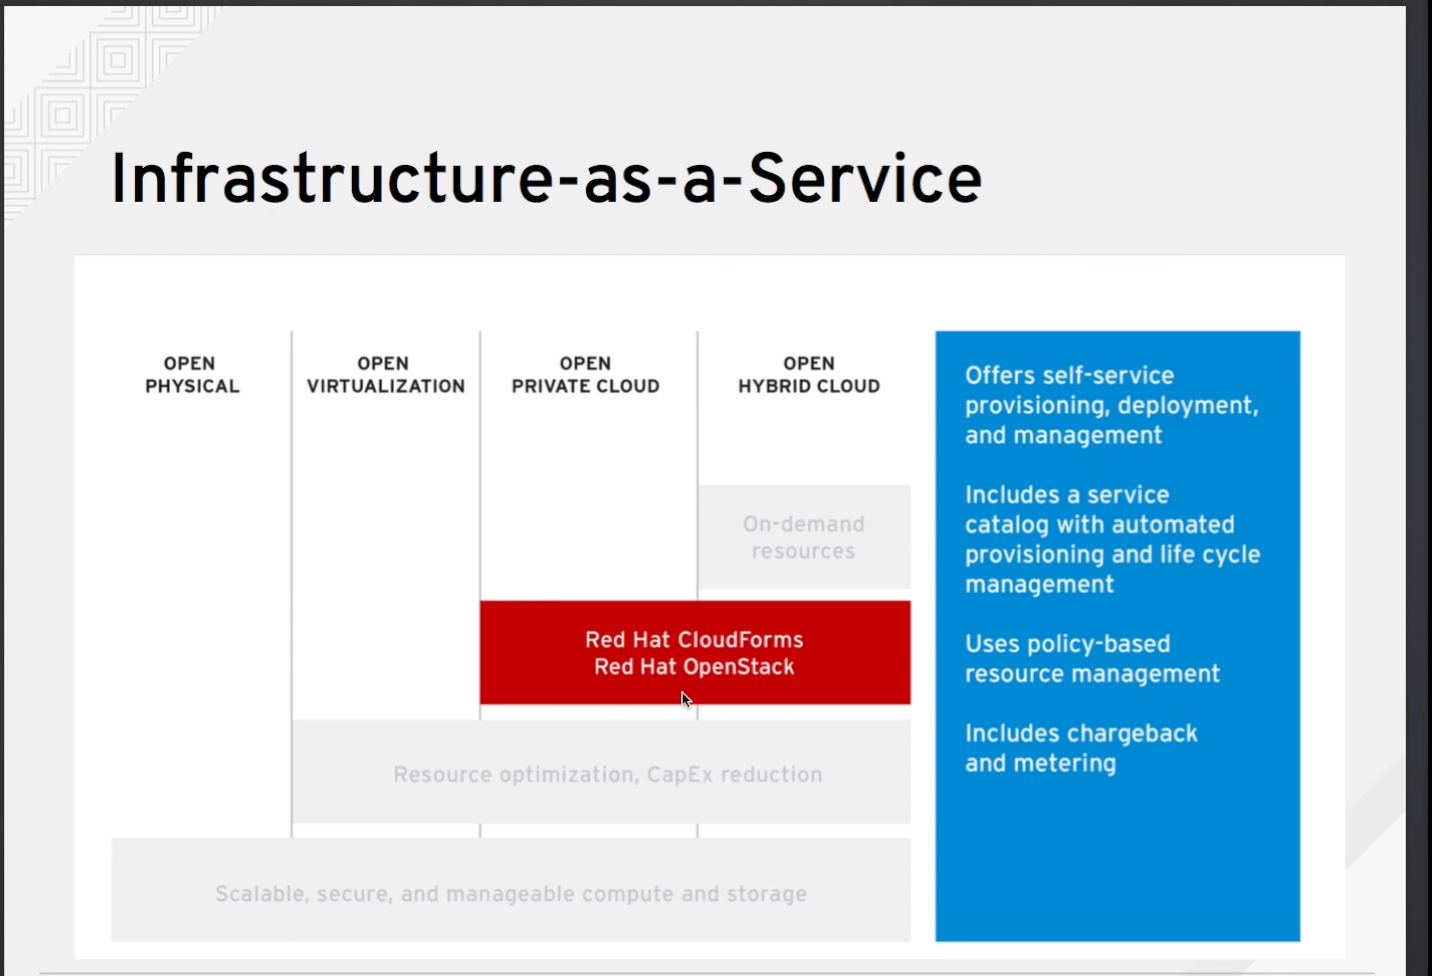 Infrastructure-as-a-Service
OPEN
PHYSICAL
OPEN
VIRTUALIZATION
OPEN
PRIVATE CLOUD
OPEN
HYBRID CLOUD
On-demand
resources
Red Hat CloudForms
Red Hat OpenStack
Resource optimization, CapEx reduction
Scalable, secure, and manageable compute and storage
Offers self-service
provisioning, deployment,
and management
Includes a service
catalog with automated
provisioning and life cycle
management
Uses policy-based
resource management
Includes chargeback
and metering